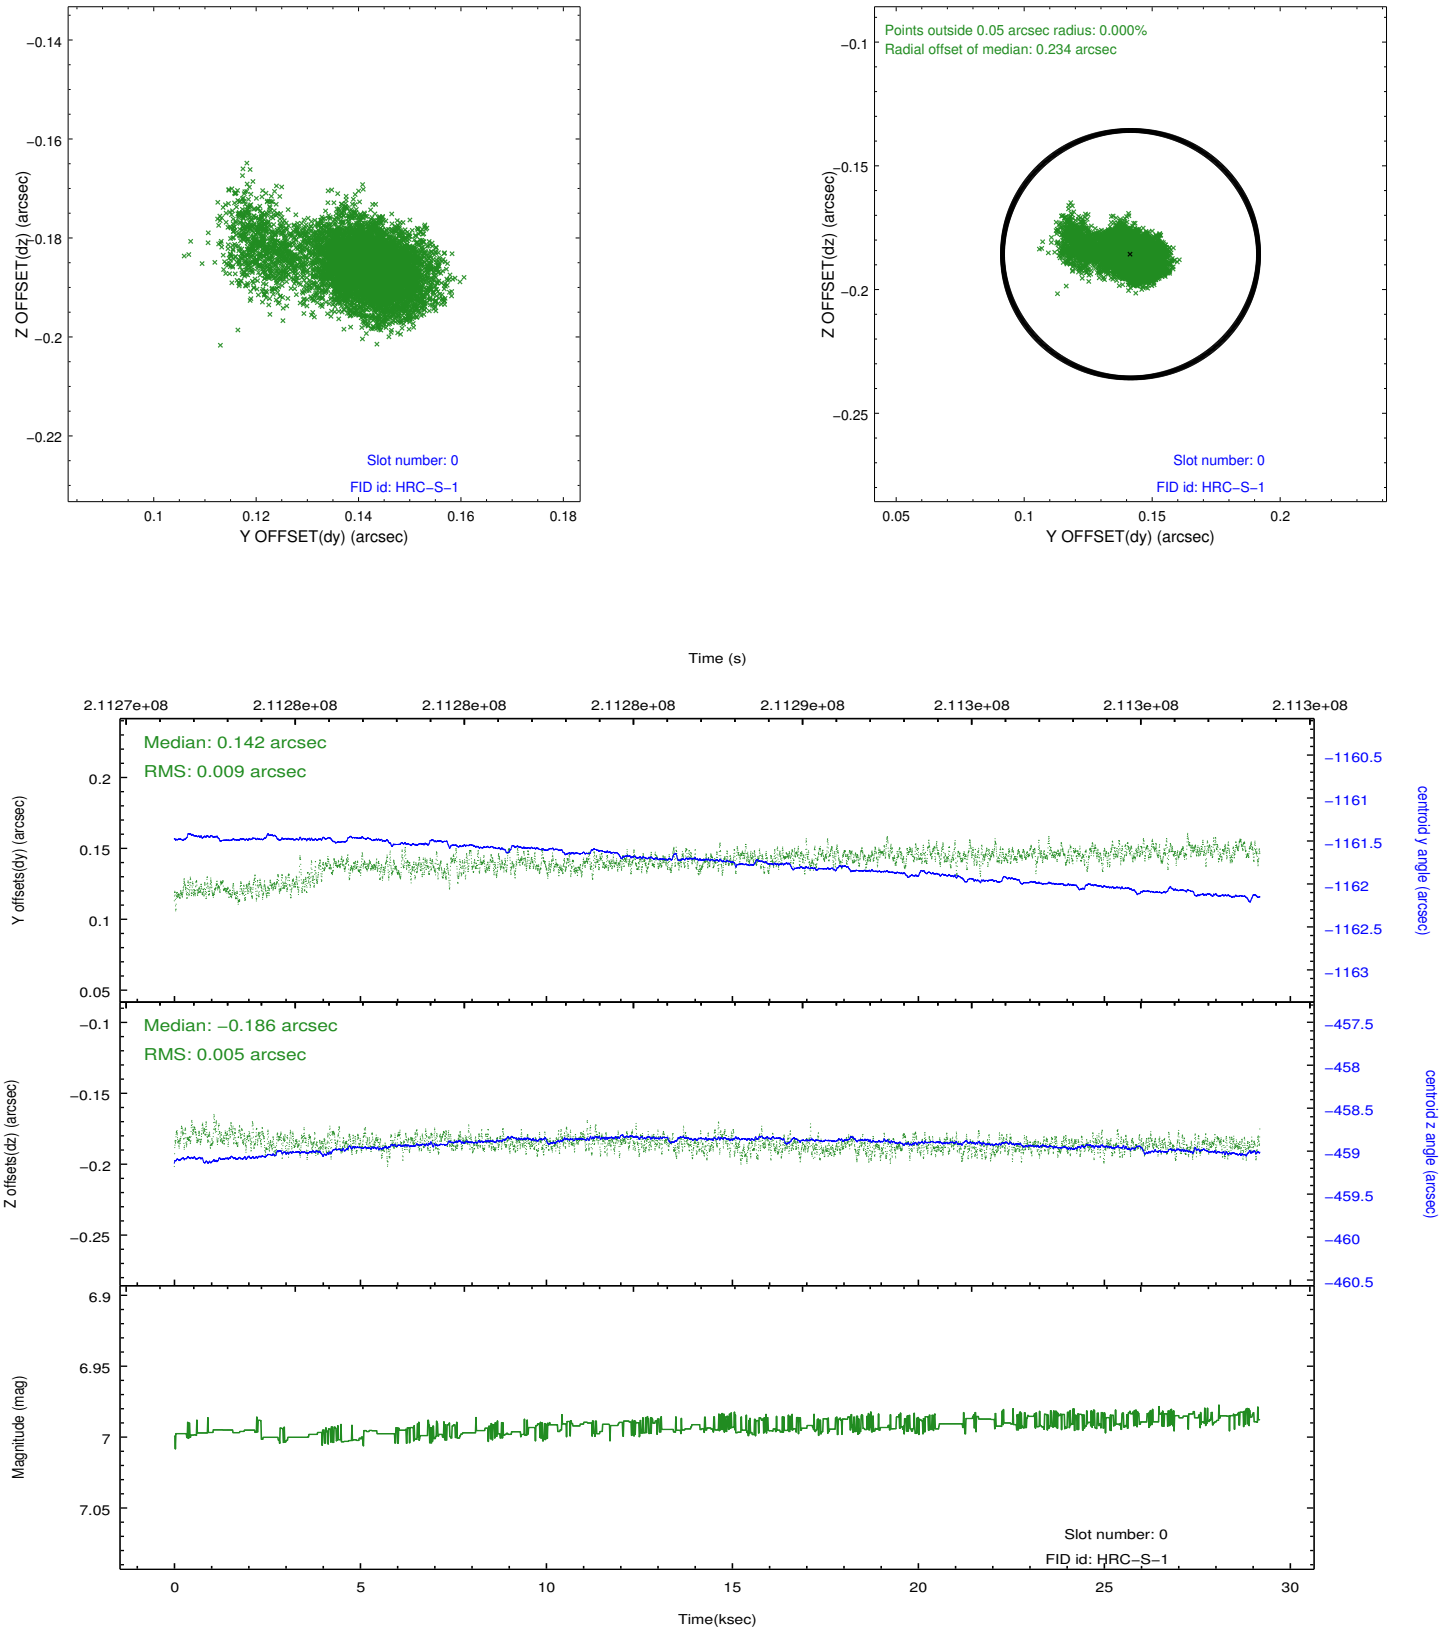 −0.14
−0.16
−0.18
−0.2
−0.22
Z OFFSET(dz) (arcsec)
Slot number: 0
FID id: HRC−S−1
0.1 0.12 0.14 0.16 0.18
Y OFFSET(dy) (arcsec)
Points outside 0.05 arcsec radius: 0.000%
Radial offset of median: 0.234 arcsec
−0.1
−0.15
−0.2
−0.25
Z OFFSET(dz) (arcsec)
Slot number: 0
FID id: HRC−S−1
0.05 0.1 0.15 0.2
Y OFFSET(dy) (arcsec)
Time (s)
2.1127e+08 2.1128e+08 2.1128e+08 2.1128e+08 2.1129e+08 2.113e+08 2.113e+08 2.113e+08
Median: 0.142 arcsec
RMS: 0.009 arcsec
0.2
0.15
0.1
0.05
Y offsets(dy) (arcsec)
−1160.5
−1161
−1161.5
−1162
−1162.5
−1163
centroid y angle (arcsec)
Median: −0.186 arcsec
RMS: 0.005 arcsec
−0.1
−0.15
−0.2
−0.25
Z offsets(dz) (arcsec)
−457.5
−458
−458.5
−459
−459.5
−460
−460.5
centroid z angle (arcsec)
6.9
6.95
7
7.05
Magnitude (mag)
Slot number: 0
FID id: HRC−S−1
0 5 10 15 20 25 30
Time(ksec)